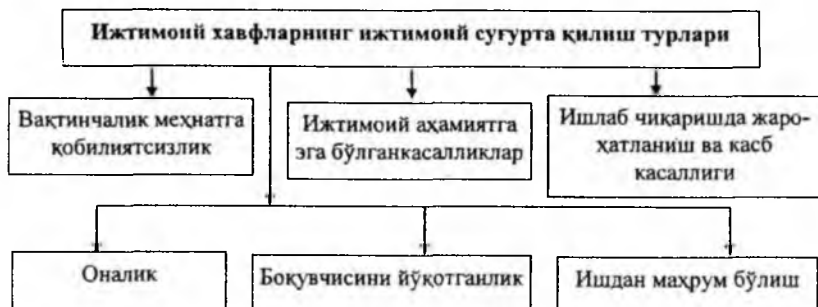 Ижтимоий хавфларнинг ижтимоий суғурта қилиш турлари
Вақтинчалик меҳнатга
қобилиятсизлик
Ижтимоий аҳамиятга
эга бўлганкасалликлар
Ишлаб чиқаришда жаро-
ҳатланиш ва касб
касаллиги
Оналик
Боқувчисини йўқотганлик
Ишдан маҳрум бўлиш